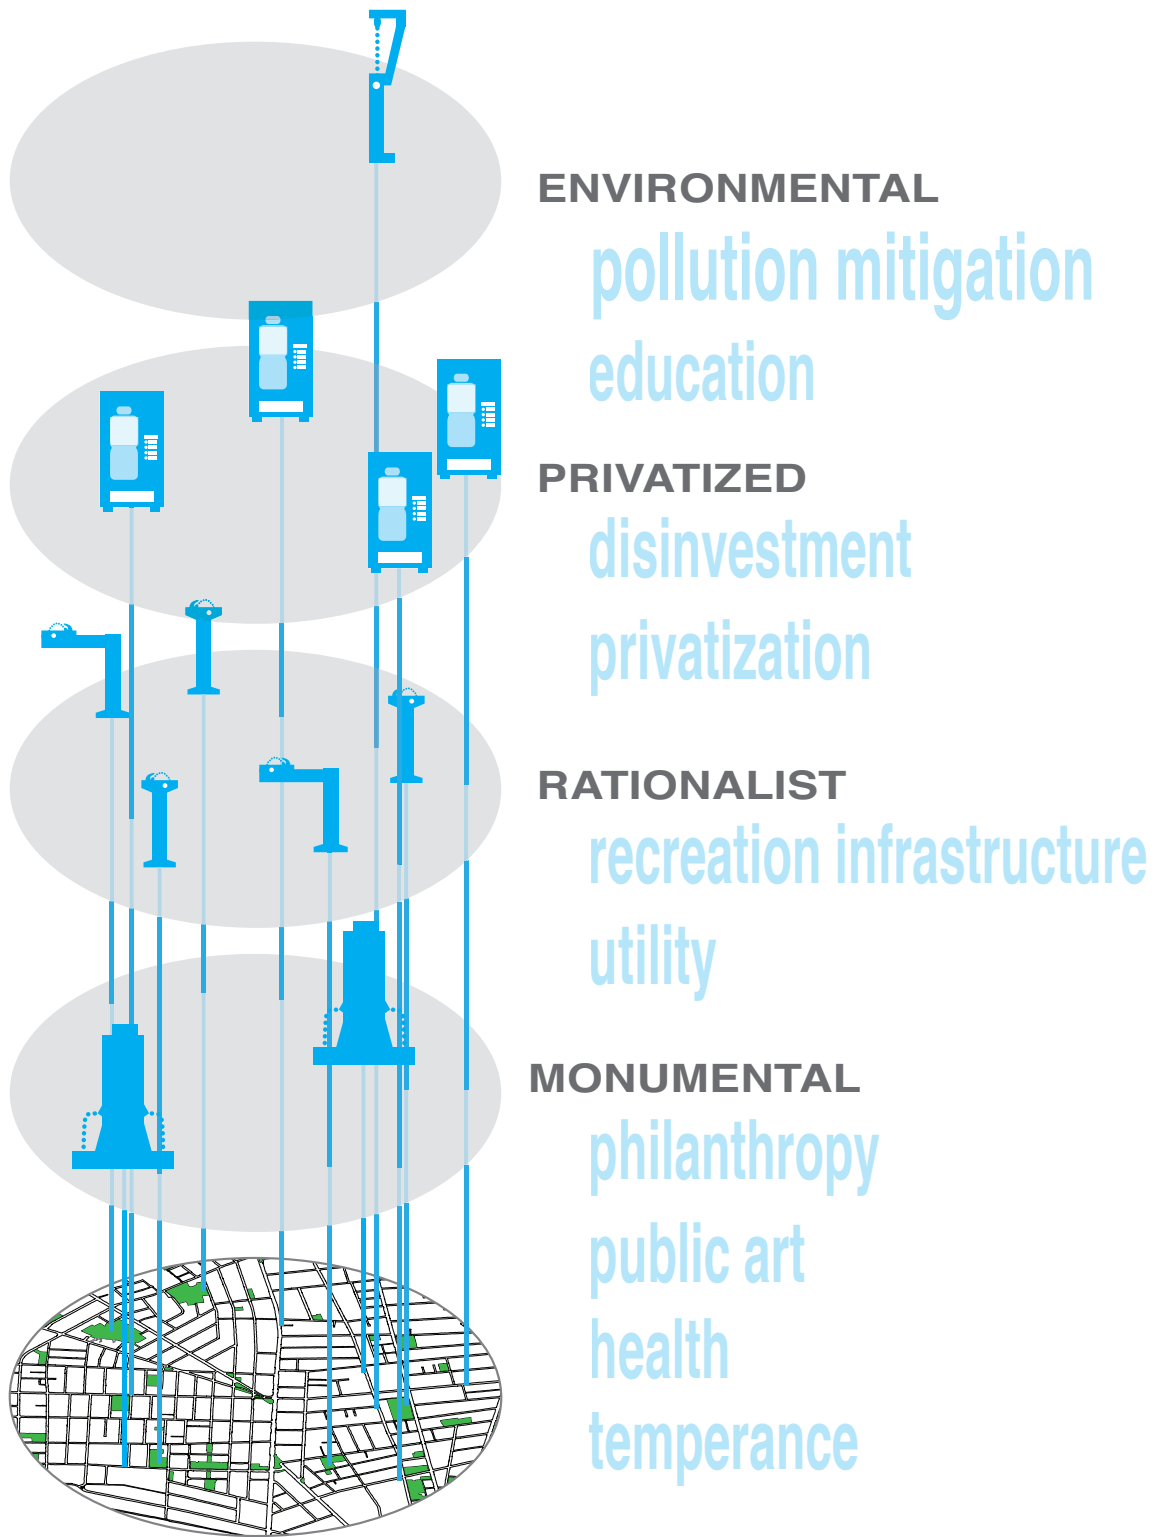 ENVIRONMENTAL
pollution mitigation
education
PRIVATIZED
disinvestment
privatization
RATIONALIST
recreation infrastructure
utility
MONUMENTAL
philanthropy
public art
health
temperance